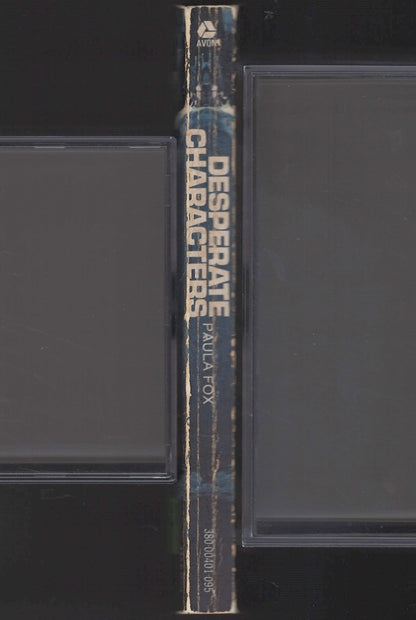 AVON
DESPERATE
CHARACTERS
PAULA FOX
380-00401-095